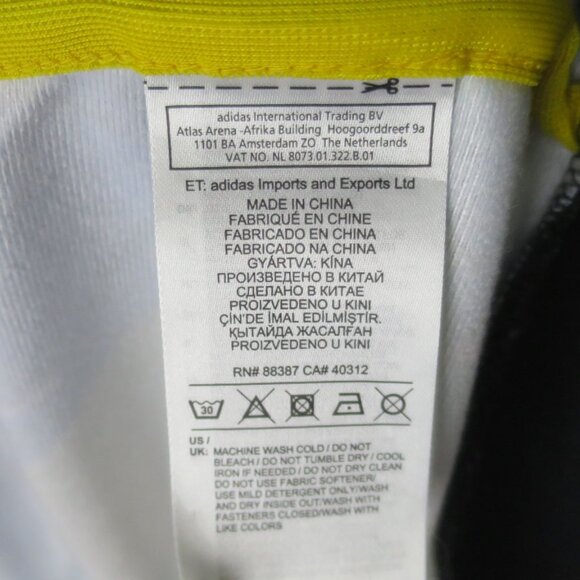 adidas International Trading BV
Atlas Arena -Afrika Building Hoogoorddreef 9a
1101 BA Amsterdam ZO The Netherlands
VAT NO. NL 8073.01.322.B.01
ET: adidas Imports and Exports Ltd
MADE IN CHINA
FABRIQUÉ EN CHINE
FABRICADO EN CHINA
FABRICADO NA CHINA
GYÁRTVA: KÍNA
ПРОИЗВЕДЕНО В КИТАЙ
СДЕЛАНО В КИТАЕ
PROIZVEDENO U KINI
ÇİN'DE İMAL EDİLMİŞTİR.
ҚЫТАЙДА ЖАСАЛҒАН
PROIZVEDENO U KINI
RN# 88387 CA# 40312
30
US /
UK: MACHINE WASH COLD / DO NOT
BLEACH / DO NOT TUMBLE DRY / COOL
IRON IF NEEDED / DO NOT DRY CLEAN
DO NOT USE FABRIC SOFTENER/
USE MILD DETERGENT ONLY/WASH
AND DRY INSIDE OUT/WASH WITH
FASTENERS CLOSED/WASH WITH
LIKE COLORS